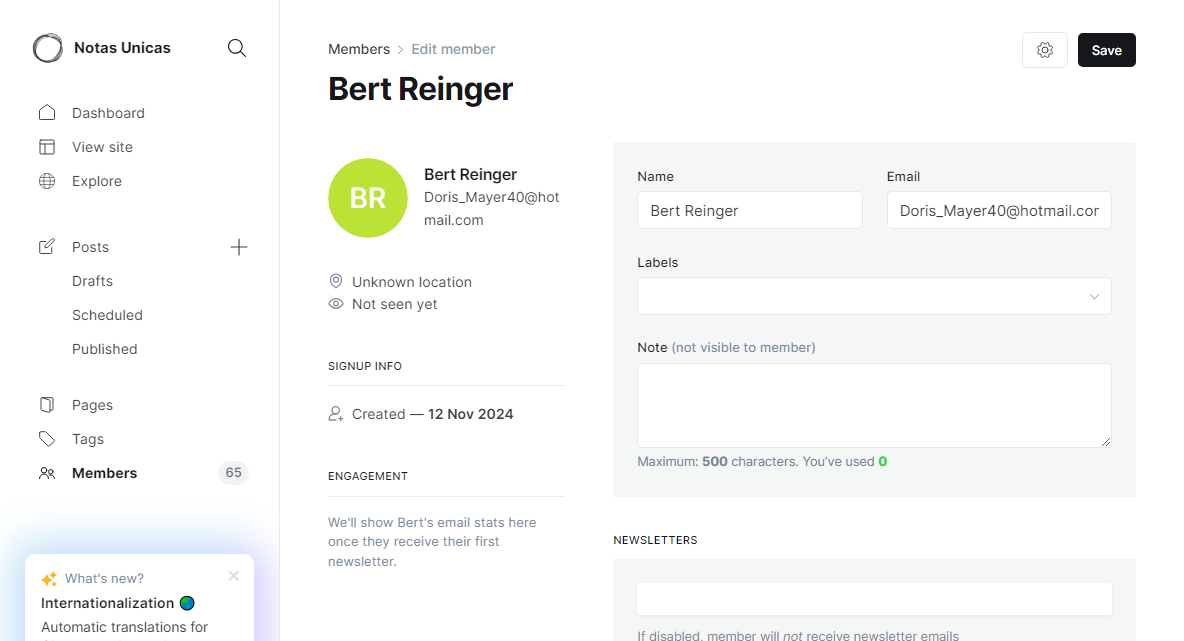 Notas Unicas
Dashboard
View site
Explore
Posts
Drafts
Scheduled
Published
Pages
Tags
Members 65
What's new?
Internationalization
Automatic translations for
Members > Edit member
Bert Reinger
Save
BR
Bert Reinger
Doris_Mayer40@hot
mail.com
Unknown location
Not seen yet
SIGNUP INFO
Created — 12 Nov 2024
ENGAGEMENT
We'll show Bert's email stats here
once they receive their first
newsletter.
Name
Bert Reinger
Email
Doris_Mayer40@hotmail.cor
Labels
Note (not visible to member)
Maximum: 500 characters. You've used 0
NEWSLETTERS
If disabled, member will not receive newsletter emails